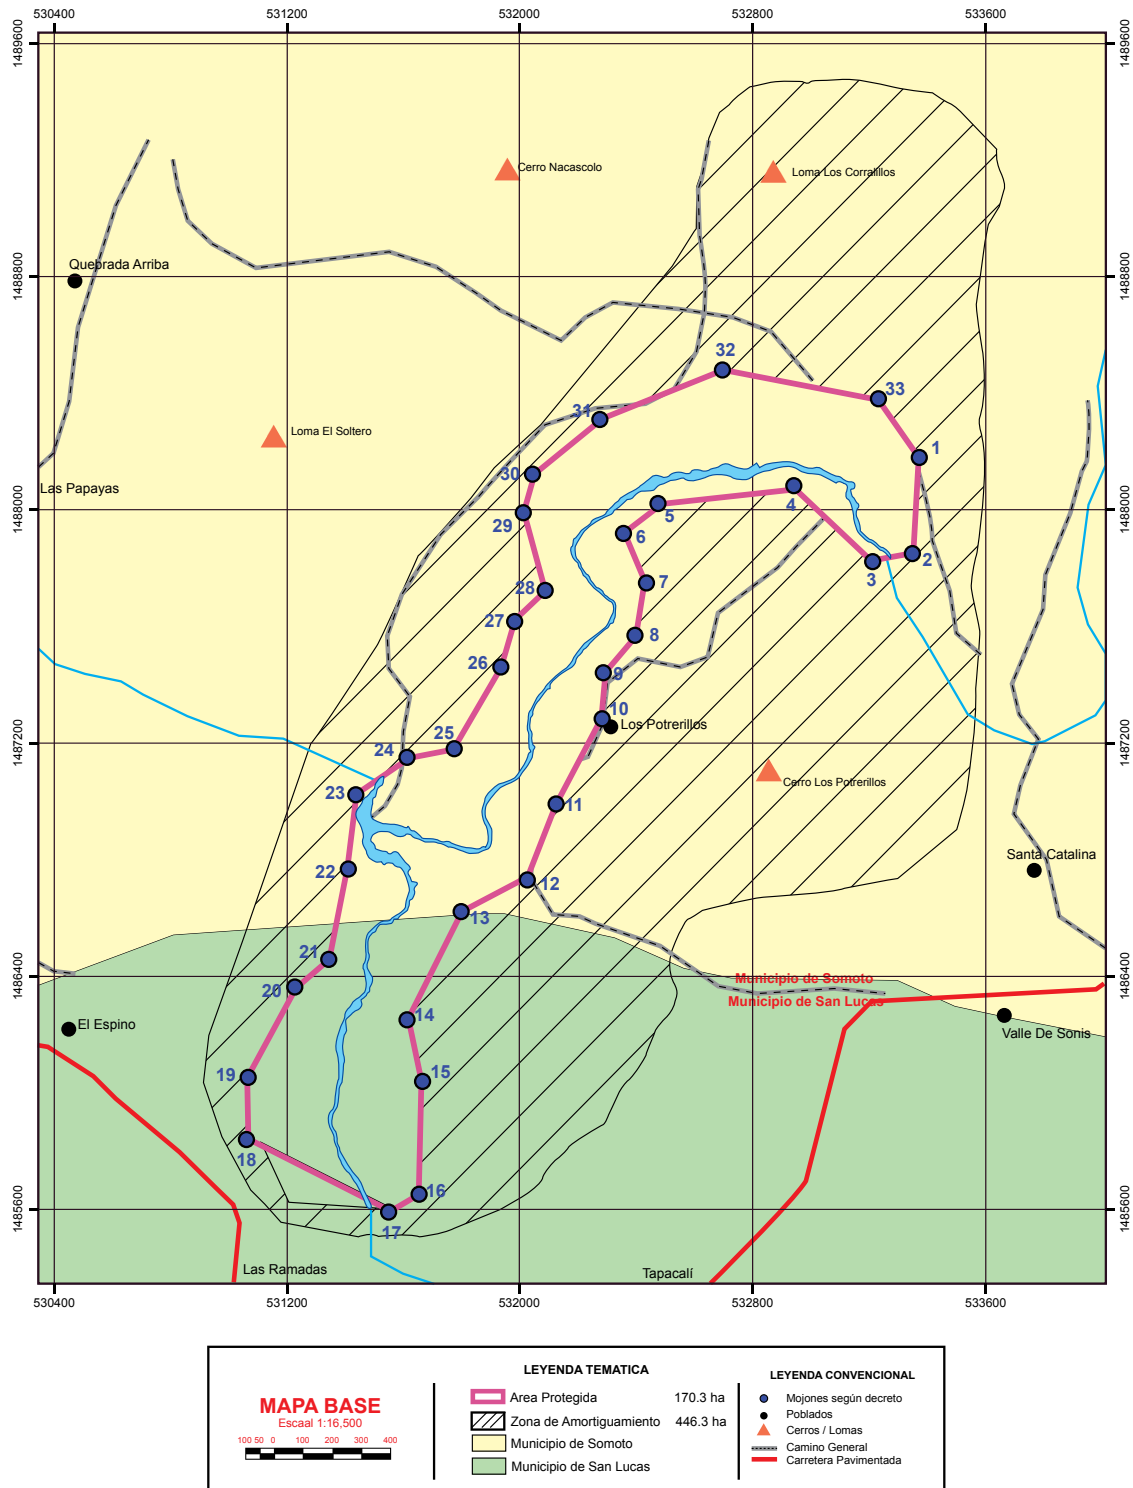 530400 531200 532000 532800 533600
1489600 1489600
Cerro Nacascolo
Loma Los Corralillos
Quebrada Arriba
1488800 1488800
32
33
31
Loma El Soltero
1
30
Las Papayas
4
5
1488000 1488000
29
6
2
3
28
7
27
8
26
9
10
Los Potrerillos
25
1487200 1487200
24
Cerro Los Potrerillos
23
11
Santa Catalina
22
12
13
21
1486400 1486400
Municipio de Somoto
20
Municipio de San Lucas
14
El Espino
Valle De Sonis
19
15
18
16
1485600 1485600
17
Las Ramadas
Tapacalí
530400 531200 532000 532800 533600
MAPA BASE
Escaal 1:16,500
100 50 0 100 200 300 400
LEYENDA TEMATICA
Area Protegida 170.3 ha
Zona de Amortiguamiento 446.3 ha
Municipio de Somoto
Municipio de San Lucas
LEYENDA CONVENCIONAL
Mojones según decreto
Poblados
Cerros / Lomas
Camino General
Carretera Pavimentada